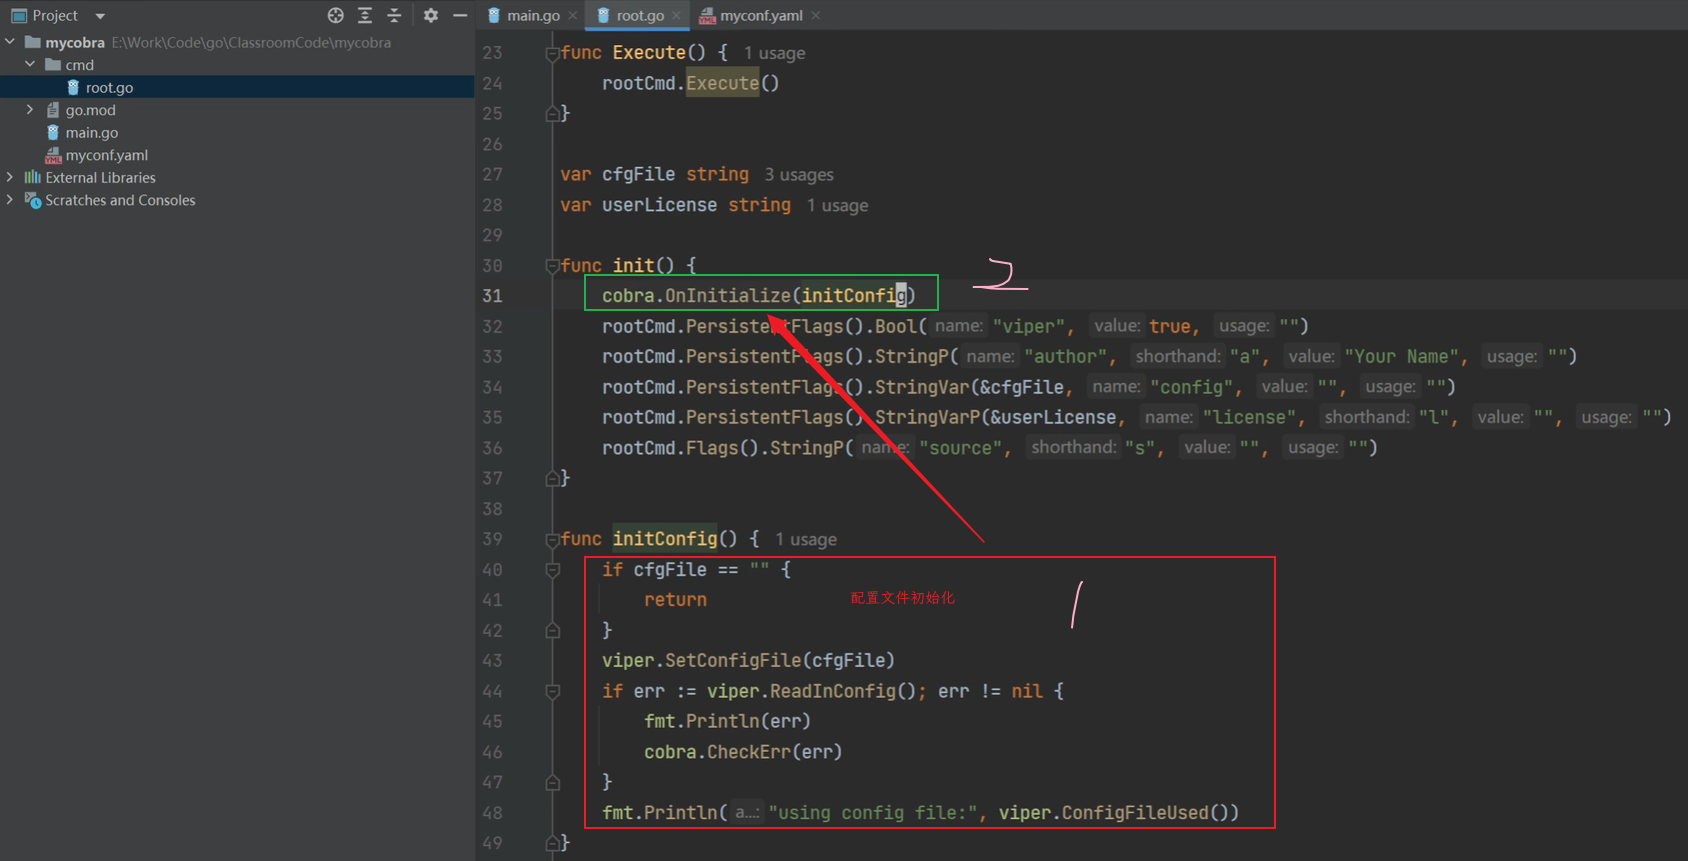 Project
mycobra E:\Work\Code\go\ClassroomCode\mycobra
cmd
root.go
go.mod
main.go
myconf.yaml
External Libraries
Scratches and Consoles
main.go
root.go
myconf.yaml
23 func Execute() { 1 usage
24 rootCmd.Execute()
25 }
26
27 var cfgFile string 3 usages
28 var userLicense string 1 usage
29
30 func init() {
2
31 cobra.OnInitialize(initConfig)
32 rootCmd.PersistentFlags().Bool( name: "viper", value: true, usage: "")
33 rootCmd.PersistentFlags().StringP( name: "author", shorthand: "a", value: "Your Name", usage: "")
34 rootCmd.PersistentFlags().StringVar(&cfgFile, name: "config", value: "", usage: "")
35 rootCmd.PersistentFlags().StringVarP(&userLicense, name: "license", shorthand: "l", value: "", usage: "")
36 rootCmd.Flags().StringP( name: "source", shorthand: "s", value: "", usage: "")
37 }
38
39 func initConfig() { 1 usage
40 if cfgFile == "" {
41 return
配置文件初始化
1
42 }
43 viper.SetConfigFile(cfgFile)
44 if err := viper.ReadInConfig(); err != nil {
45 fmt.Println(err)
46 cobra.CheckErr(err)
47 }
48 fmt.Println( a...: "using config file:", viper.ConfigFileUsed())
49 }